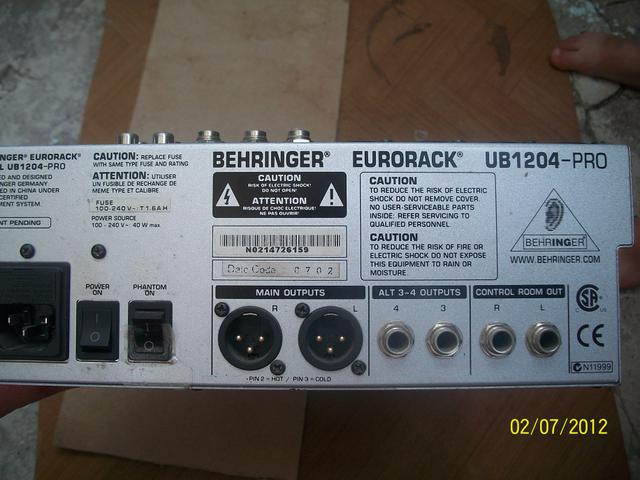 NGER® EURORACK®
UB1204-PRO
ED AND DESIGNED
NGER GERMANY.
IN CHINA UNDER
CERTIFIED
MENT SYSTEM.
NT PENDING
CAUTION: REPLACE FUSE
WITH SAME TYPE FUSE AND RATING
ATTENTION: UTILISER
UN FUSIBLE DE RECHANGE DE
MEME TYPE ET CALIBRE
FUSE
100-240 V~: T 1.6 A H
POWER SOURCE
100 - 240 V~ 40 W max
POWER
ON
PHANTOM
ON
BEHRINGER® EURORACK® UB1204-PRO
CAUTION
RISK OF ELECTRIC SHOCK!
DO NOT OPEN!
ATTENTION
RISQUE DE CHOC ELECTRIQUE!
NE PAS OUVRIR!
N0214726159
Date Code 0702
CAUTION
TO REDUCE THE RISK OF ELECTRIC
SHOCK DO NOT REMOVE COVER.
NO USER-SERVICEABLE PARTS
INSIDE: REFER SERVICING TO
QUALIFIED PERSONNEL
CAUTION
TO REDUCE THE RISK OF FIRE OR
ELECTRIC SHOCK DO NOT EXPOSE
THIS EQUIPMENT TO RAIN OR
MOISTURE.
BEHRINGER
WWW.BEHRINGER.COM
MAIN OUTPUTS
R L
PIN 2 = HOT / PIN 3 = COLD
ALT 3-4 OUTPUTS
4 3
CONTROL ROOM OUT
R L
CE
N11999
02/07/2012